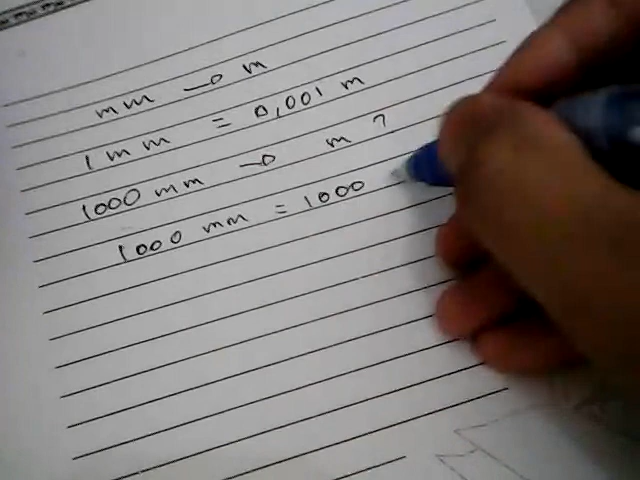 mm → m
1 mm = 0,001 m
1000 mm → m ?
1000 mm = 1000